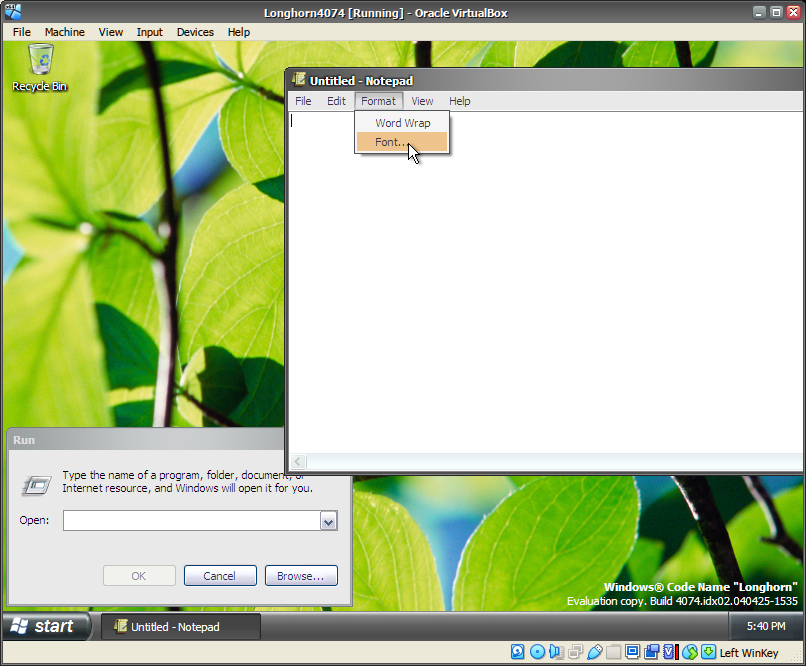 Longhorn4074 [Running] - Oracle VirtualBox
File Machine View Input Devices Help
Recycle Bin
Untitled - Notepad
File Edit Format View Help
Word Wrap
Font...
Run
Type the name of a program, folder, document, or
Internet resource, and Windows will open it for you.
Open:
OK Cancel Browse...
Windows® Code Name "Longhorn"
Evaluation copy. Build 4074.idx02.040425-1535
start Untitled - Notepad 5:40 PM
Left WinKey